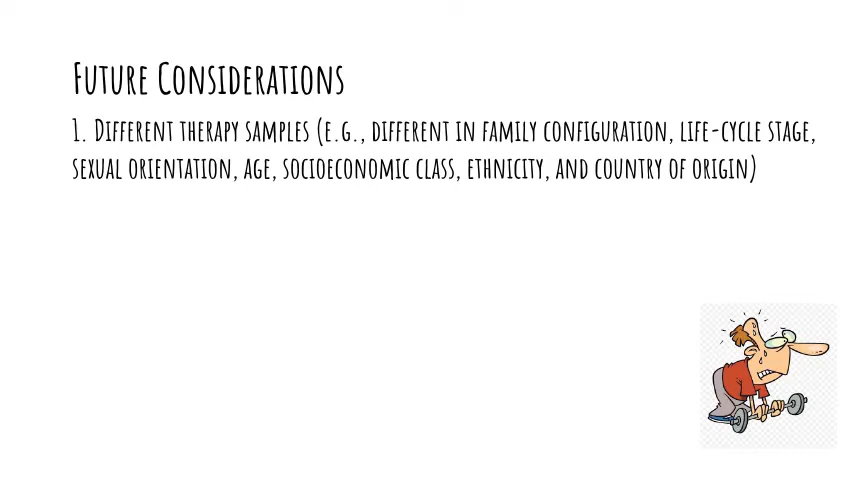 Future Considerations
1. Different therapy samples (e.g., different in family configuration, life-cycle stage,
sexual orientation, age, socioeconomic class, ethnicity, and country of origin)